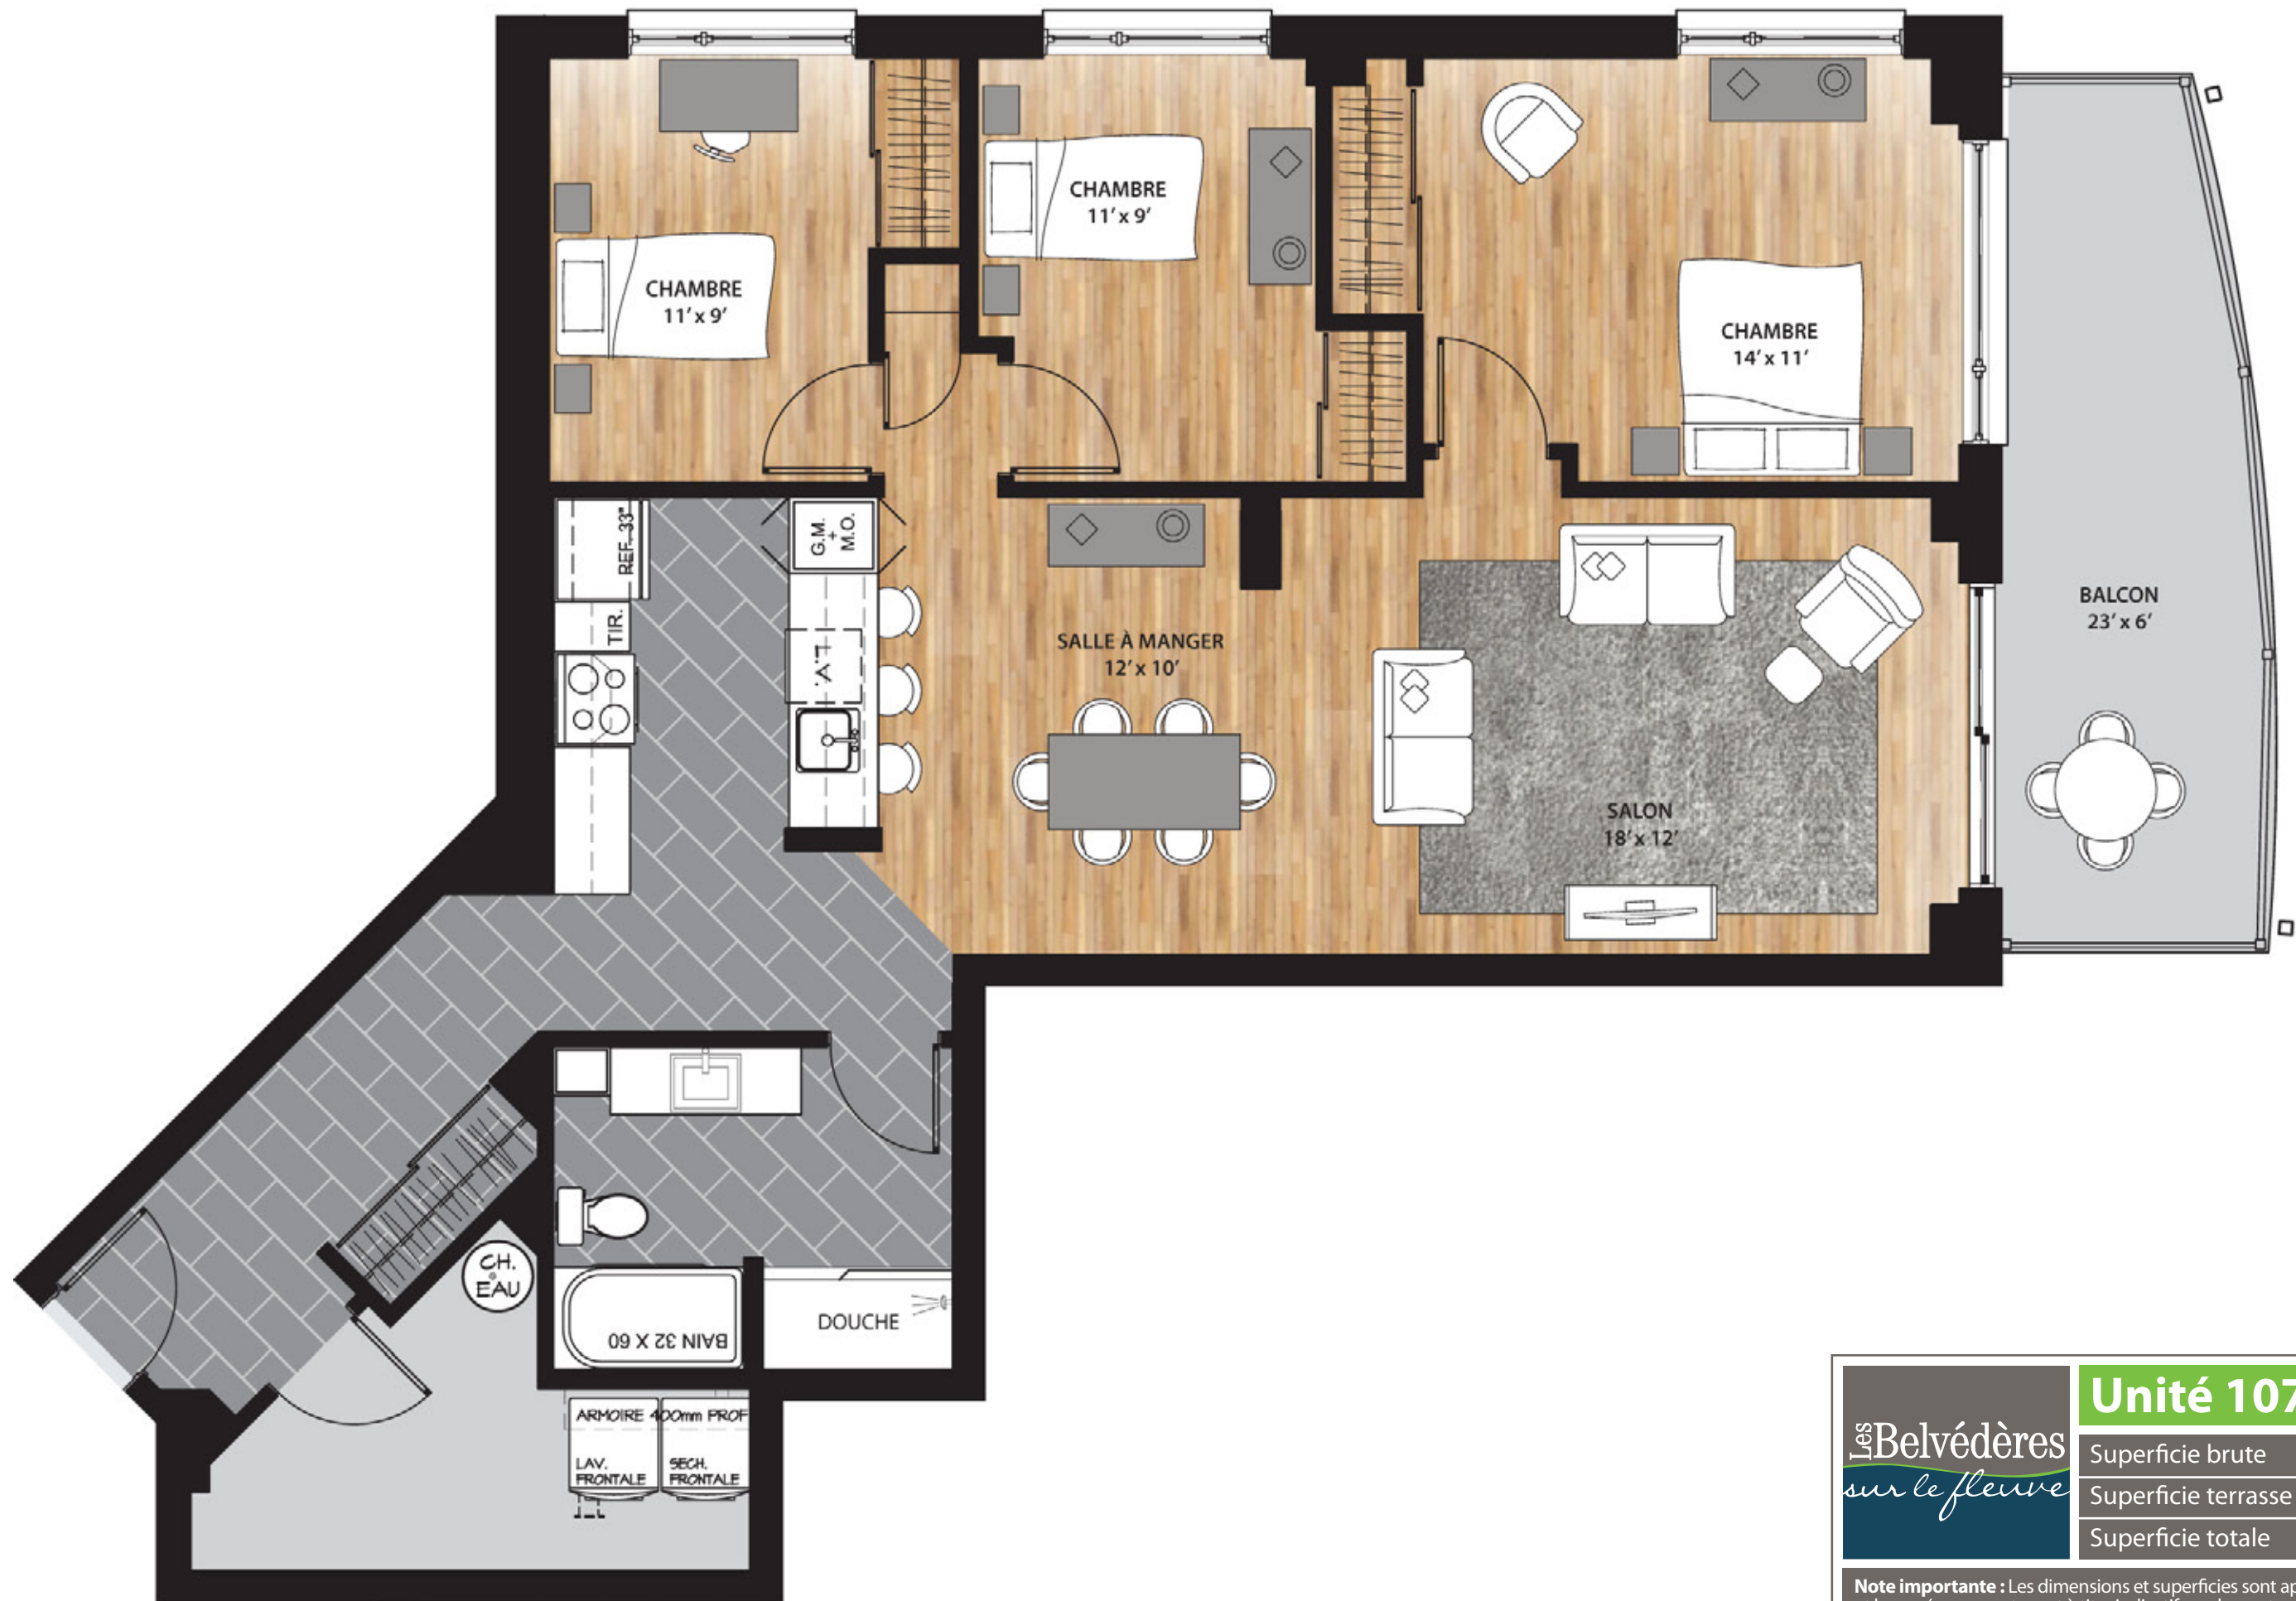 CHAMBRE
11' x 9'
CHAMBRE
11' x 9'
CHAMBRE
14' x 11'
REF. 33"
TIR.
G.M.
+
M.O.
L.V.
SALLE À MANGER
12' x 10'
SALON
18' x 12'
BALCON
23' x 6'
CH.
EAU
BAIN 32 X 60
DOUCHE
ARMOIRE 400mm PROF
LAV.
FRONTALE
SECH.
FRONTALE
Les Belvédères
sur le fleuve
Unité 107
Superficie brute
Superficie terrasse
Superficie totale
Note importante : Les dimensions et superficies sont